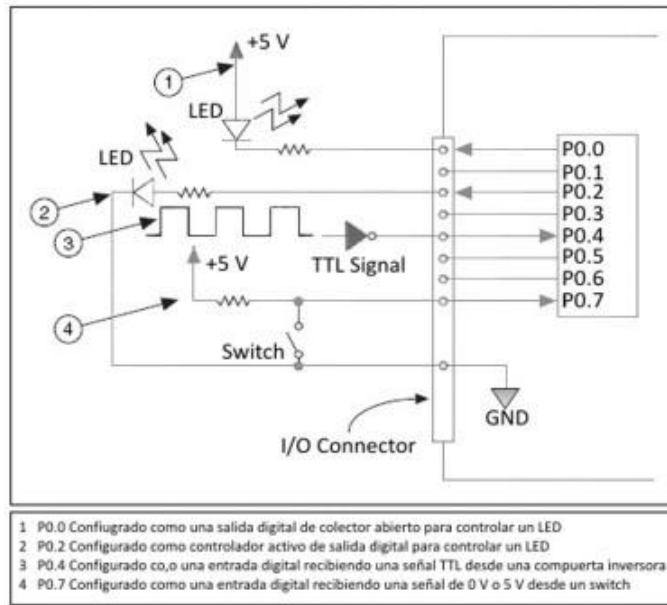 +5 V
1
LED
LED
P0.0
P0.1
2
P0.2
P0.3
3
P0.4
+5 V
TTL Signal
P0.5
P0.6
P0.7
4
Switch
GND
I/O Connector
1 P0.0 Confiugrado como una salida digital de colector abierto para controlar un LED
2 P0.2 Configurado como controlador activo de salida digital para controlar un LED
3 P0.4 Configurado co,o una entrada digital recibiendo una señal TTL desde una compuerta inversora
4 P0.7 Configurado como una entrada digital recibiendo una señal de 0 V o 5 V desde un switch